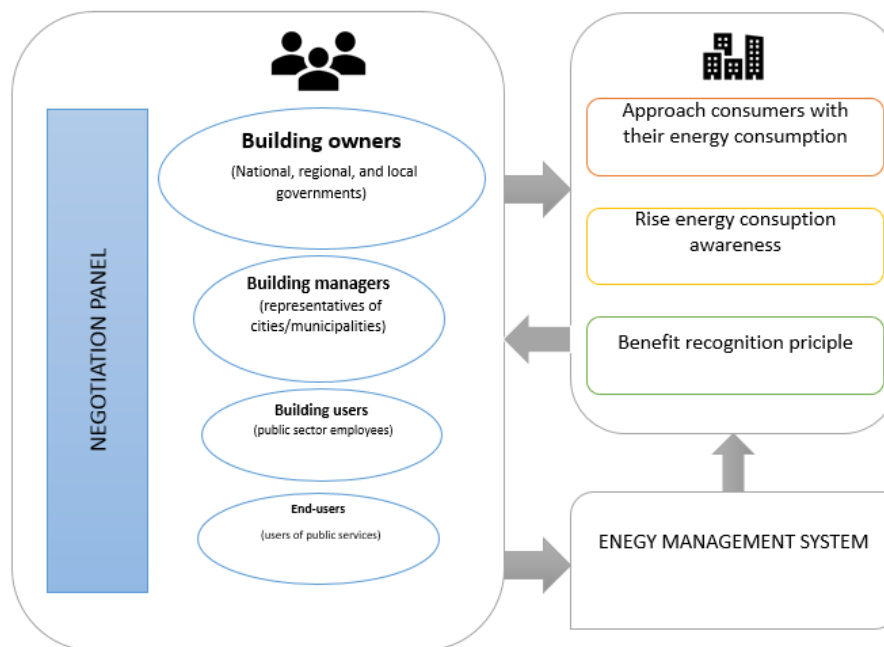 NEGOTIATION PANEL
Building owners
(National, regional, and local
governments)
Building managers
(representatives of
cities/municipalities)
Building users
(public sector employees)
End-users
(users of public services)
Approach consumers with
their energy consumption
Rise energy consuption
awareness
Benefit recognition priciple
ENEGY MANAGEMENT SYSTEM